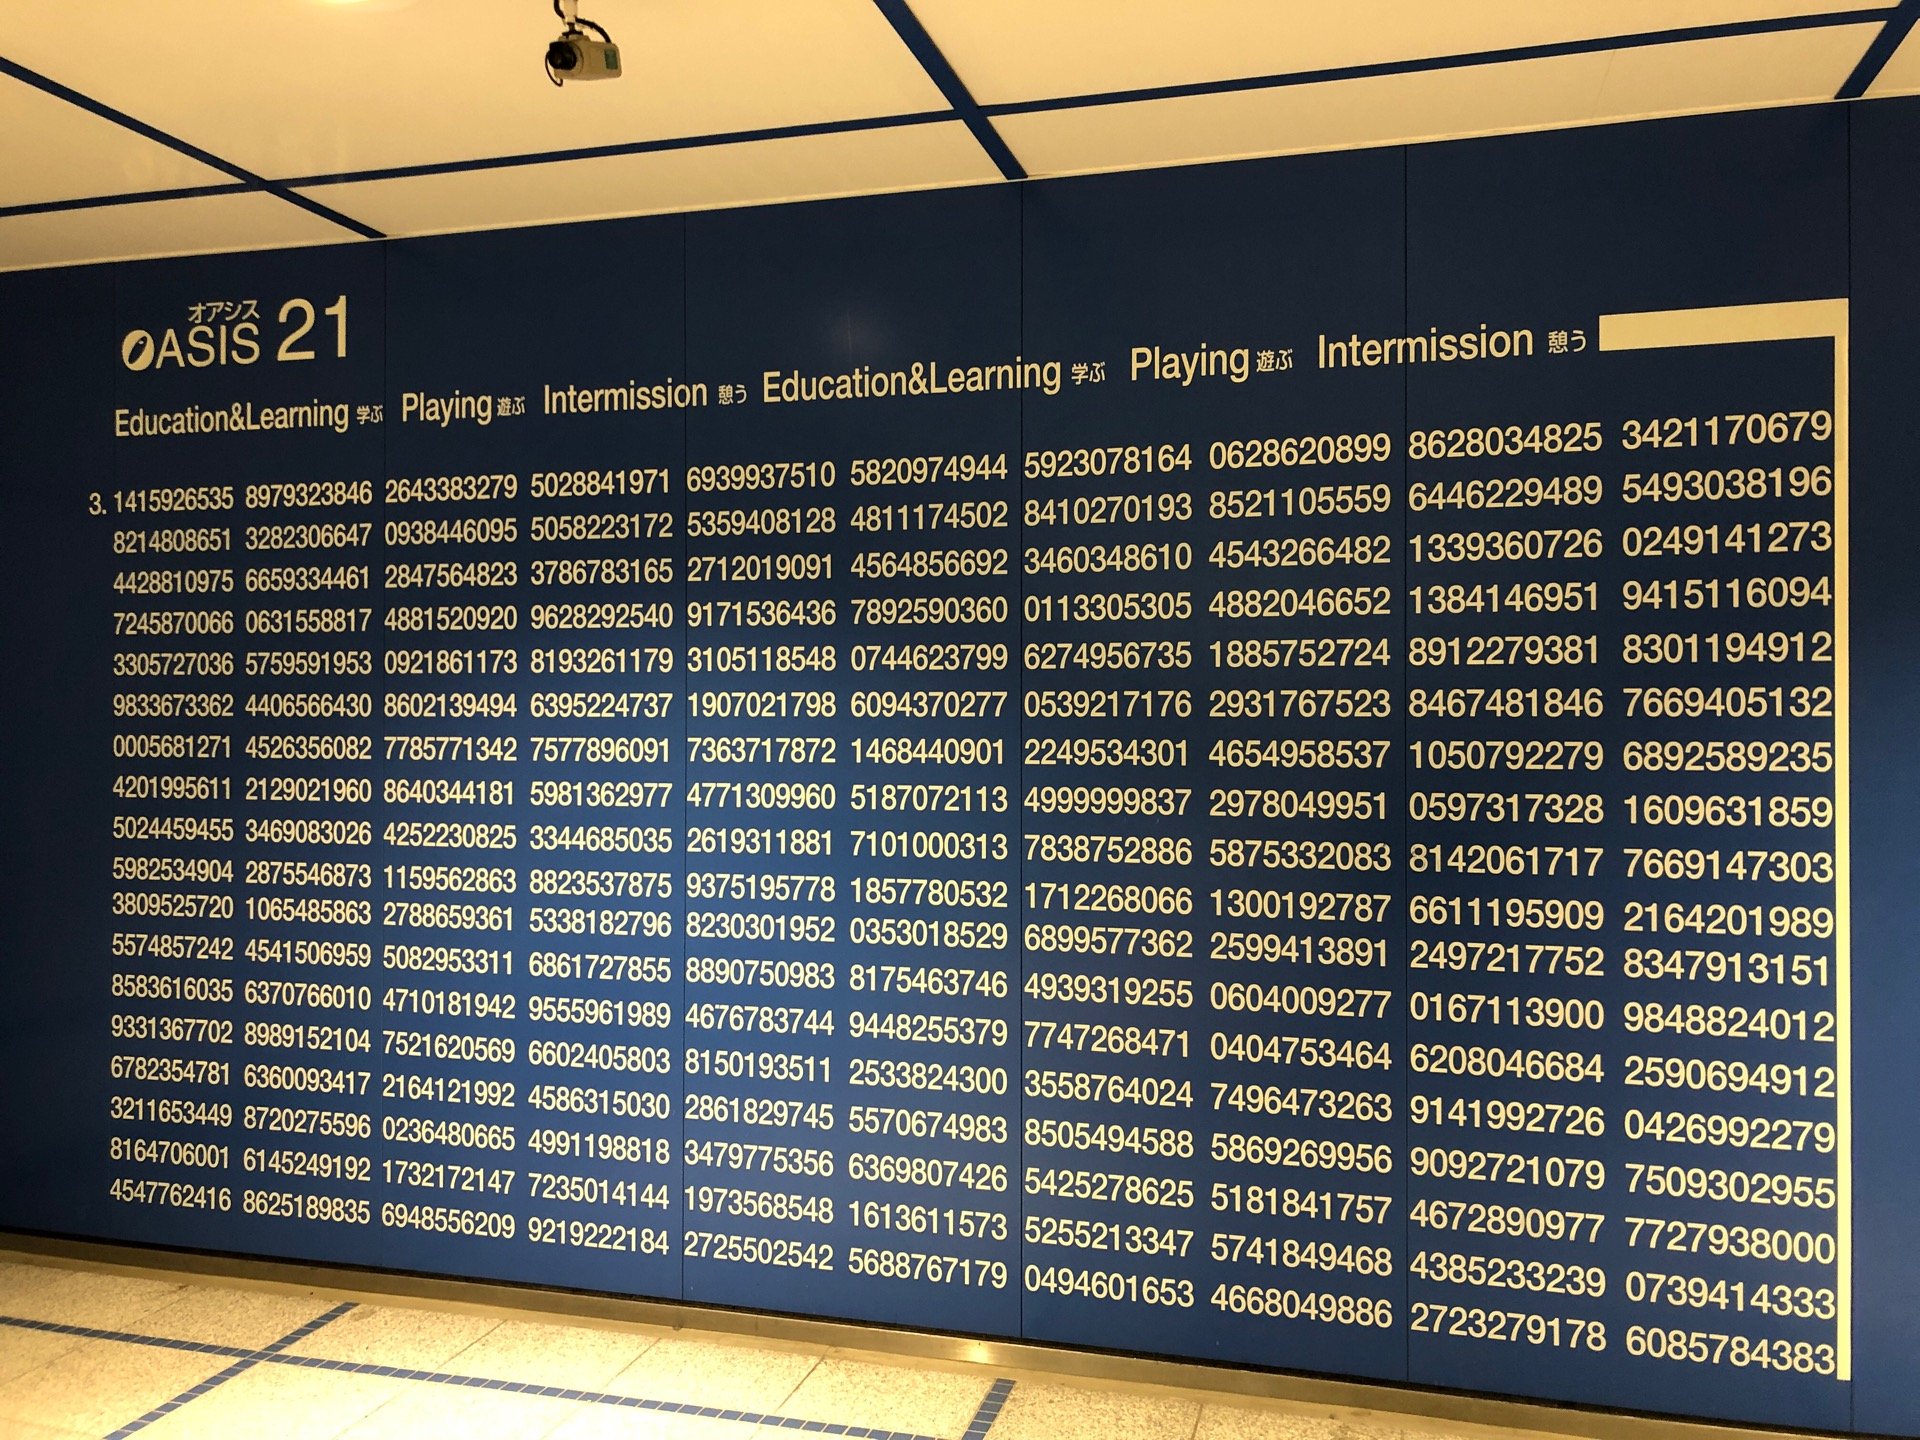 オアシス
OASIS 21
Education&Learning 学ぶ Playing 遊ぶ Intermission 憩う Education&Learning 学ぶ Playing 遊ぶ Intermission 憩う
3. 1415926535 8979323846 2643383279 5028841971 6939937510 5820974944 5923078164 0628620899 8628034825 3421170679
8214808651 3282306647 0938446095 5058223172 5359408128 4811174502 8410270193 8521105559 6446229489 5493038196
4428810975 6659334461 2847564823 3786783165 2712019091 4564856692 3460348610 4543266482 1339360726 0249141273
7245870066 0631558817 4881520920 9628292540 9171536436 7892590360 0113305305 4882046652 1384146951 9415116094
3305727036 5759591953 0921861173 8193261179 3105118548 0744623799 6274956735 1885752724 8912279381 8301194912
9833673362 4406566430 8602139494 6395224737 1907021798 6094370277 0539217176 2931767523 8467481846 7669405132
0005681271 4526356082 7785771342 7577896091 7363717872 1468440901 2249534301 4654958537 1050792279 6892589235
4201995611 2129021960 8640344181 5981362977 4771309960 5187072113 4999999837 2978049951 0597317328 1609631859
5024459455 3469083026 4252230825 3344685035 2619311881 7101000313 7838752886 5875332083 8142061717 7669147303
5982534904 2875546873 1159562863 8823537875 9375195778 1857780532 1712268066 1300192787 6611195909 2164201989
3809525720 1065485863 2788659361 5338182796 8230301952 0353018529 6899577362 2599413891 2497217752 8347913151
5574857242 4541506959 5082953311 6861727855 8890750983 8175463746 4939319255 0604009277 0167113900 9848824012
8583616035 6370766010 4710181942 9555961989 4676783744 9448255379 7747268471 0404753464 6208046684 2590694912
9331367702 8989152104 7521620569 6602405803 8150193511 2533824300 3558764024 7496473263 9141992726 0426992279
6782354781 6360093417 2164121992 4586315030 2861829745 5570674983 8505494588 5869269956 9092721079 7509302955
3211653449 8720275596 0236480665 4991198818 3479775356 6369807426 5425278625 5181841757 4672890977 7727938000
8164706001 6145249192 1732172147 7235014144 1973568548 1613611573 5255213347 5741849468 4385233239 0739414333
4547762416 8625189835 6948556209 9219222184 2725502542 5688767179 0494601653 4668049886 2723279178 6085784383